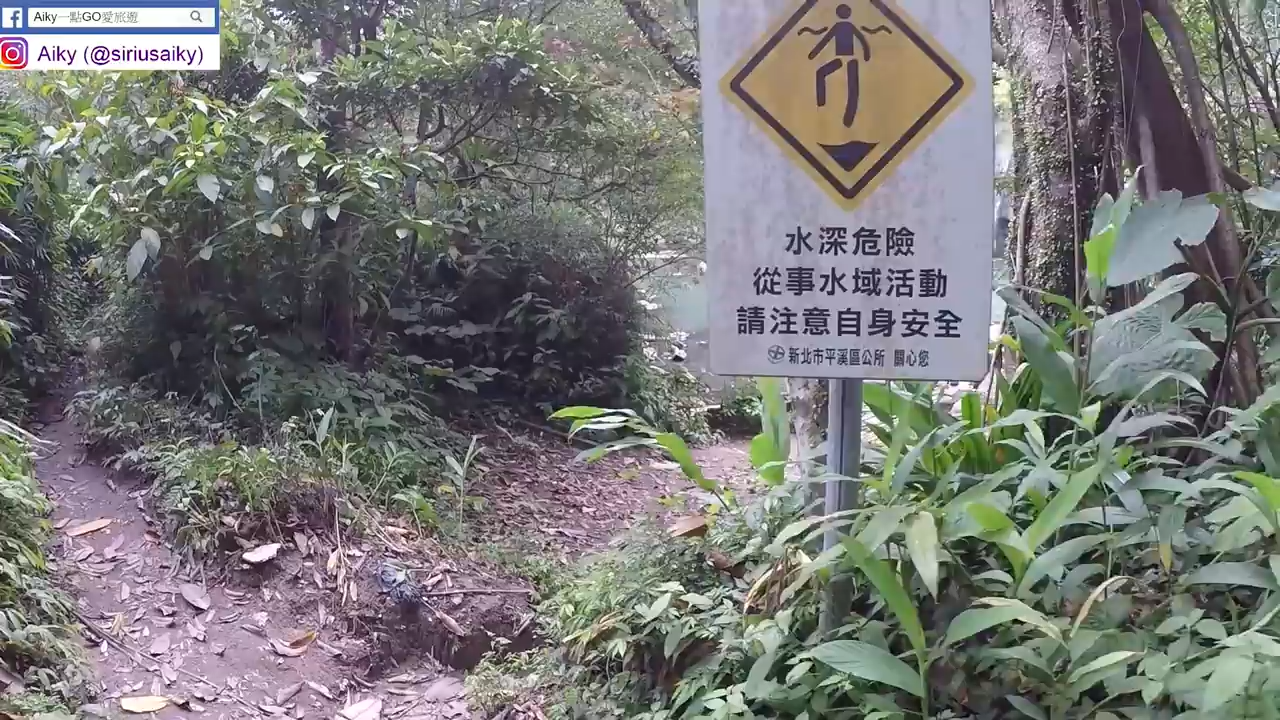 Aiky一點GO愛旅遊
Aiky (@siriusaiky)
水深危險
從事水域活動
請注意自身安全
新北市平溪區公所 關心您